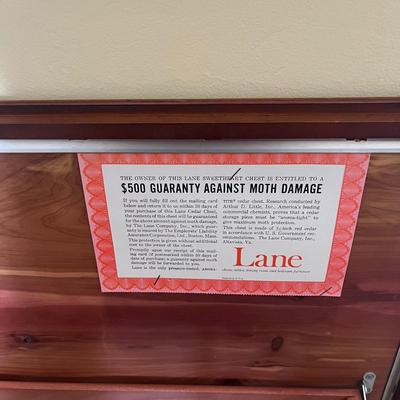 THE OWNER OF THIS LANE SWEETHEART CHEST IS ENTITLED TO A
$500 GUARANTY AGAINST MOTH DAMAGE
If you will fully fill out the mailing card
below and return it to us within 30 days of
your purchase of this Lane Cedar Chest,
the contents of this chest will be guaranteed
for the above amount against moth damage,
by The Lane Company, Inc., which guar-
anty is insured by The Employers' Liability
Assurance Corporation, Ltd., Boston, Mass.
This protection is given without additional
cost to the owner of the chest.
Promptly upon receipt of this mail-
ing card (if postmarked within 30 days of
date of purchase) a guaranty against moth
damage will be forwarded to you.
Lane is the only pressure-tested, AROMA-
TITE® cedar chest. Research conducted by
Arthur D. Little, Inc., America's leading
commercial chemists, proves that a cedar
storage piece must be "aroma-tight" to
give maximum moth protection.
This chest is made of ¾-inch red cedar
in accordance with U. S. Government rec-
ommendations. The Lane Company, Inc.,
Altavista, Va.
Lane
chests, tables, dining room and bedroom furniture